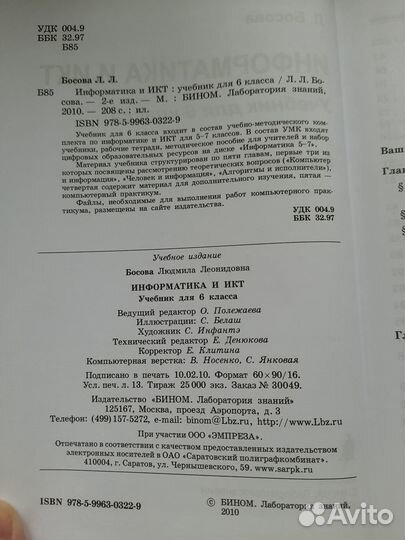 УДК 004.9
ББК 32.97
Б85
Босова Л. Л.
Б85 Информатика и ИКТ : учебник для 6 класса / Л. Л. Бо-
сова. — 2-е изд. — М. : БИНОМ. Лаборатория знаний,
2010. — 208 с. : ил.
ISBN 978-5-9963-0322-9
Учебник для 6 класса входит в состав учебно-методического ком-
плекта по информатике и ИКТ для 5–7 классов. В состав УМК входят
учебники, рабочие тетради, методическое пособие для учителей и набор
цифровых образовательных ресурсов на диске «Информатика 5–7».
Материал учебника структурирован по пяти главам, первые три из
которых посвящены рассмотрению теоретических вопросов («Компьютер
и информация», «Человек и информация», «Алгоритмы и исполнители»),
четвертая содержит материал для дополнительного изучения, пятая —
компьютерный практикум.
Файлы, необходимые для выполнения работ компьютерного прак-
тикума, размещены на сайте издательства.
УДК 004.9
ББК 32.97
Учебное издание
Босова Людмила Леонидовна
ИНФОРМАТИКА И ИКТ
Учебник для 6 класса
Ведущий редактор О. Полежаева
Иллюстрации: С. Белаш
Художник С. Инфантэ
Технический редактор Е. Денюкова
Корректор Е. Клитина
Компьютерная верстка: В. Носенко, С. Янковая
Подписано в печать 10.02.10. Формат 60×90/16.
Усл. печ. л. 13. Тираж 25 000 экз. Заказ № 30049.
Издательство «БИНОМ. Лаборатория знаний»
125167, Москва, проезд Аэропорта, д. 3
Телефон: (499) 157-5272, e-mail: binom@Lbz.ru, http://www.Lbz.ru
При участии ООО «ЭМПРЕЗА».
Отпечатано в соответствии с качеством предоставленных издательством
электронных носителей в ОАО «Саратовский полиграфкомбинат».
410004, г. Саратов, ул. Чернышевского, 59. www.sarpk.ru
ISBN 978-5-9963-0322-9
© БИНОМ. Лаборатория знаний,
2010
Ваш
Глав
§
§
Avito